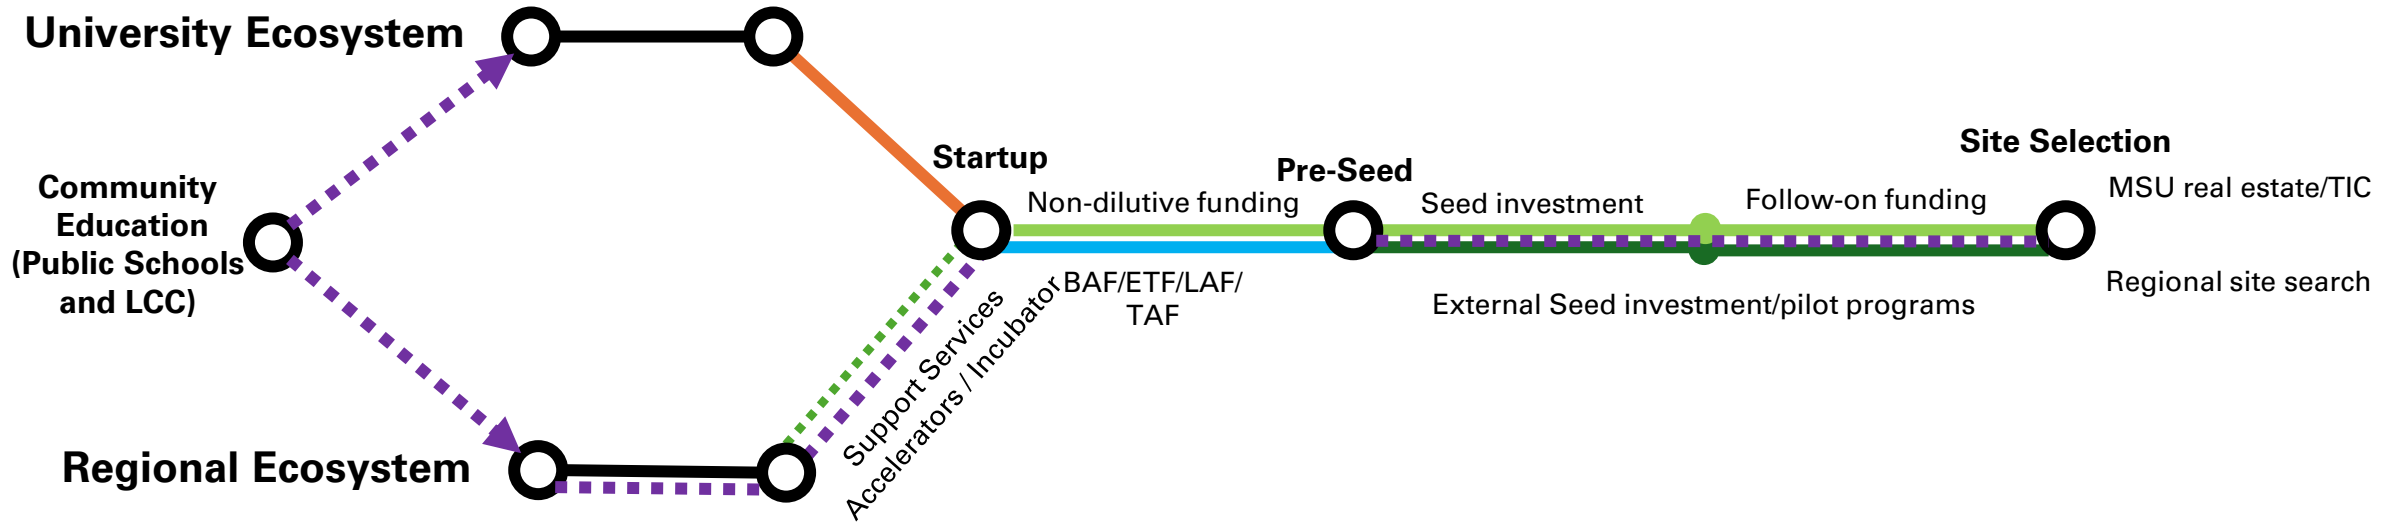 University Ecosystem
Community
Education
(Public Schools
and LCC)
Regional Ecosystem
Support Services
Accelerators / Incubator
Startup
Non-dilutive funding
BAF/ETF/LAF/
TAF
Pre-Seed
Seed investment
Follow-on funding
External Seed investment/pilot programs
Site Selection
MSU real estate/TIC
Regional site search